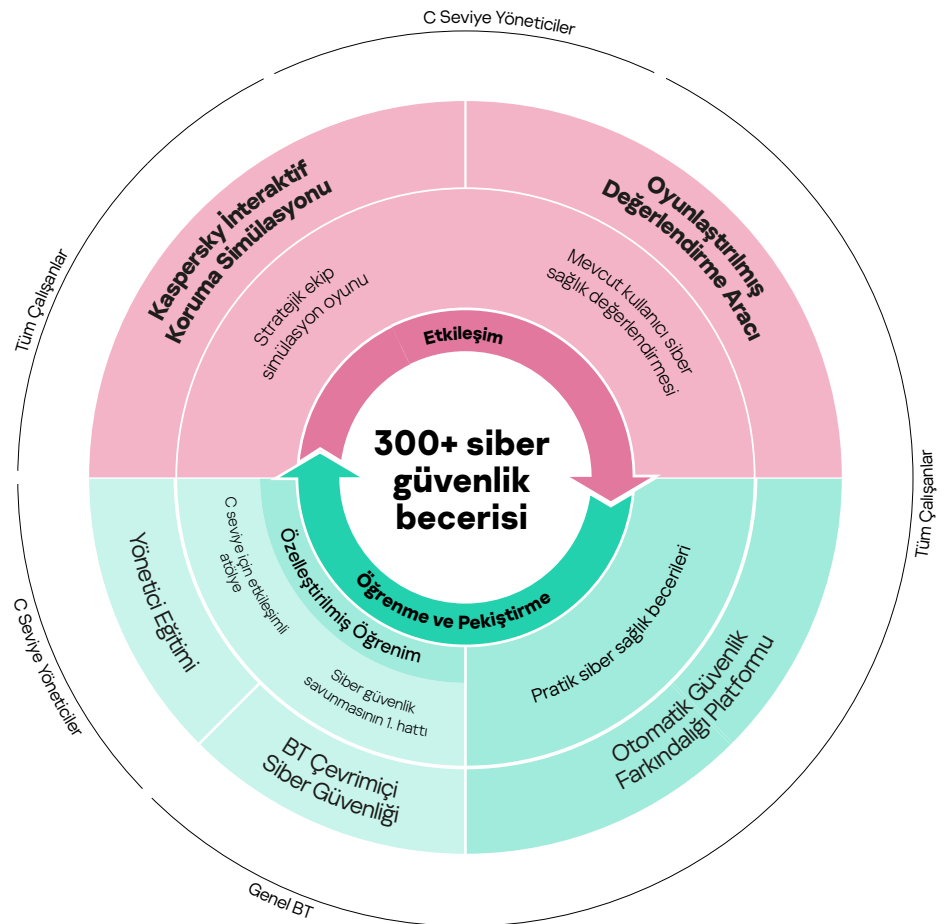 C Seviye Yöneticiler
Tüm Çalışanlar
Kaspersky İnteraktif
Koruma Simülasyonu
Oyunlaştırılmış
Değerlendirme Aracı
Stratejik ekip
simülasyon oyunu
Mevcut kullanıcı siber
sağlık değerlendirmesi
Etkileşim
300+ siber
güvenlik
becerisi
Öğrenme ve Pekiştirme
Özelleştirilmiş Öğrenim
C seviye için etkileşimli
atölye
Yönetici Eğitimi
Siber güvenlik
savunmasının 1. hattı
BT Çevrimiçi
Siber Güvenliği
Pratik siber sağlık becerileri
Otomatik Güvenlik
Farkındalığı Platformu
Tüm Çalışanlar
C Seviye Yöneticiler
Genel BT